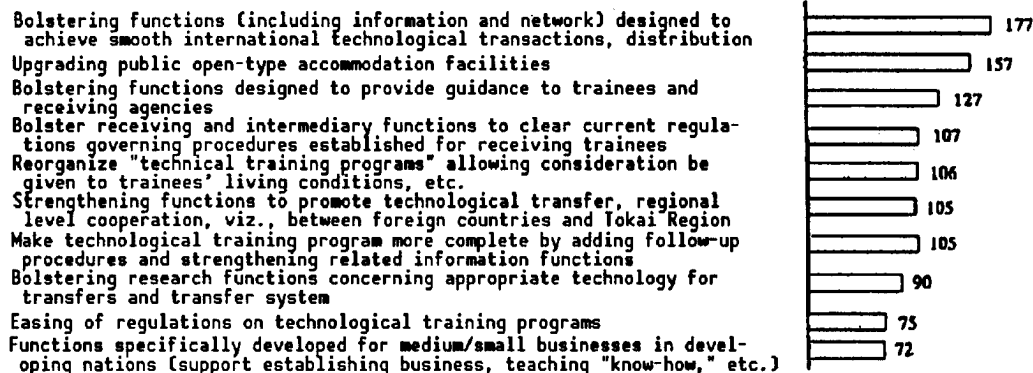 Bolstering functions (including information and network) designed to
achieve smooth international technological transactions, distribution 177
Upgrading public open-type accommodation facilities 157
Bolstering functions designed to provide guidance to trainees and
receiving agencies 127
Bolster receiving and intermediary functions to clear current regula-
tions governing procedures established for receiving trainees 107
Reorganize "technical training programs" allowing consideration be
given to trainees' living conditions, etc. 106
Strengthening functions to promote technological transfer, regional
level cooperation, viz., between foreign countries and Tokai Region 105
Make technological training program more complete by adding follow-up
procedures and strengthening related information functions 105
Bolstering research functions concerning appropriate technology for
transfers and transfer system 90
Easing of regulations on technological training programs 75
Functions specifically developed for medium/small businesses in devel-
oping nations (support establishing business, teaching "know-how," etc.) 72